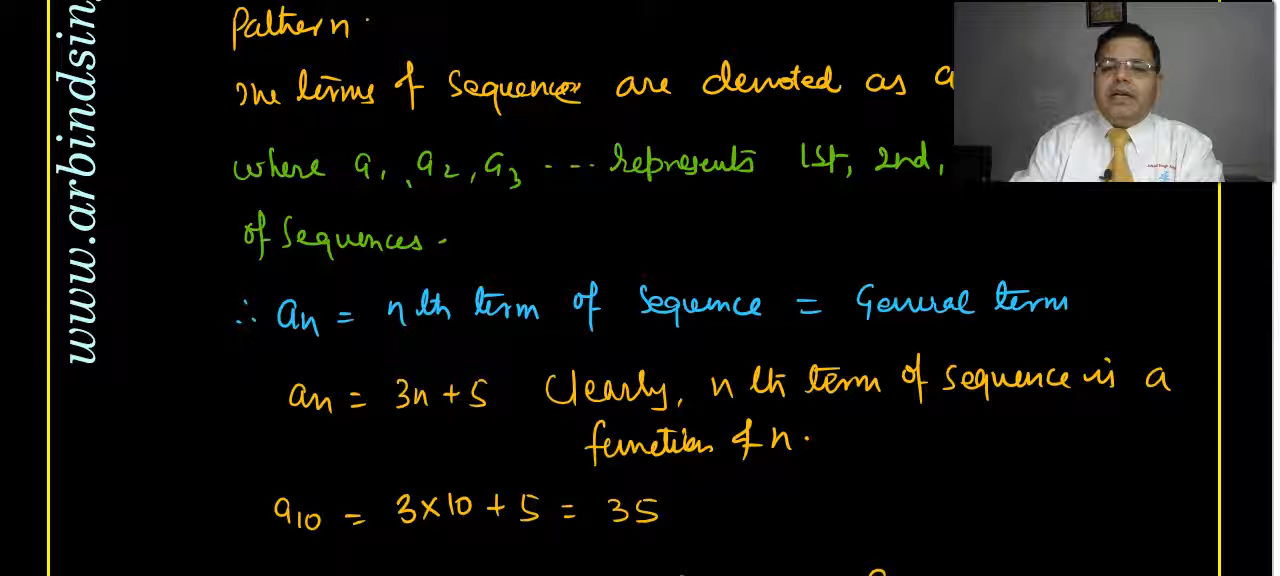 Pattern.
The terms of sequence are denoted as a
where a₁, a₂, a₃ ---- represents 1st, 2nd,
of sequences.
∴ an = nth term of sequence = General term
an = 3n + 5 Clearly, nth term of sequence is a
function of n.
a₁₀ = 3×10 + 5 = 35
www.arbindsin